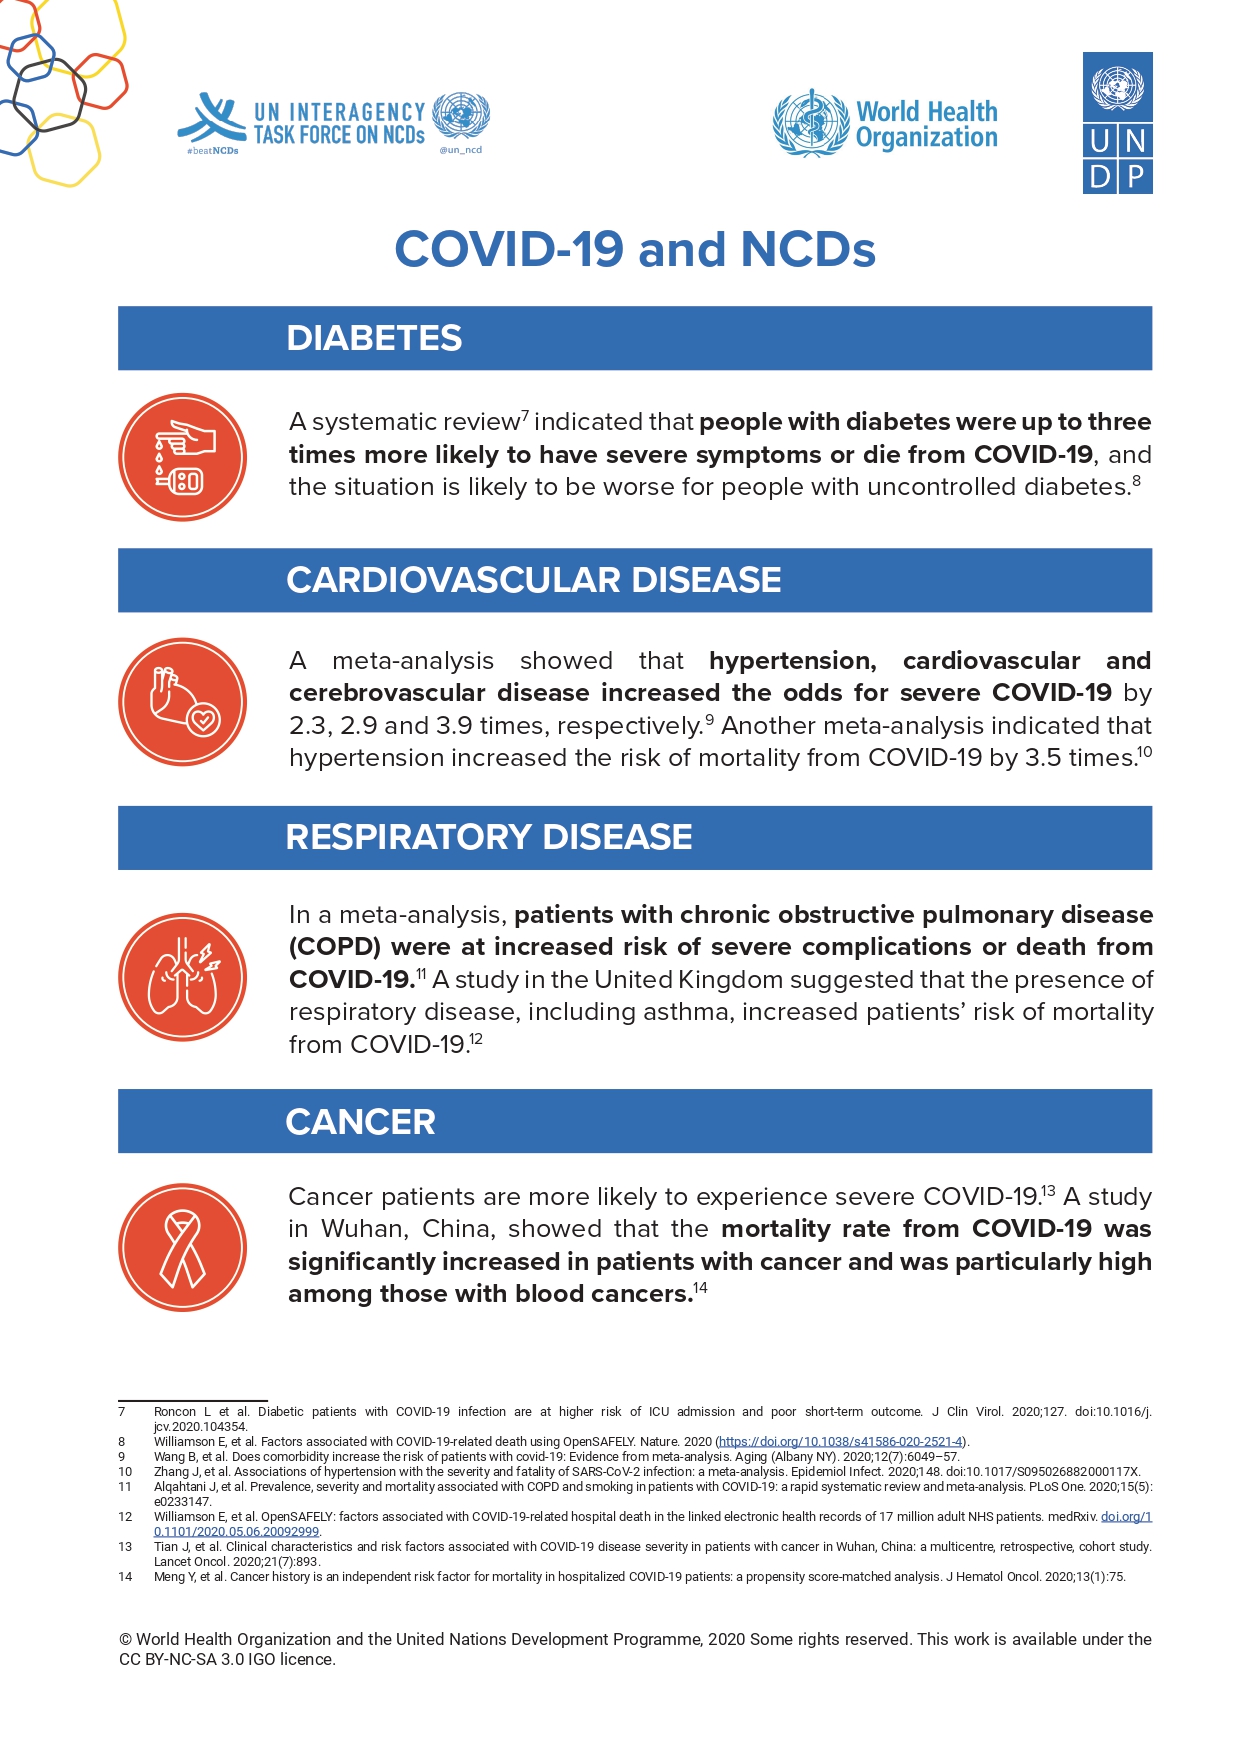 #beatNCDs
UN INTERAGENCY
TASK FORCE ON NCDs
@un_ncd
World Health
Organization
U N
D P
COVID-19 and NCDs
DIABETES
A systematic review7 indicated that people with diabetes were up to three
times more likely to have severe symptoms or die from COVID-19, and
the situation is likely to be worse for people with uncontrolled diabetes.8
CARDIOVASCULAR DISEASE
A meta-analysis showed that hypertension, cardiovascular and
cerebrovascular disease increased the odds for severe COVID-19 by
2.3, 2.9 and 3.9 times, respectively.9 Another meta-analysis indicated that
hypertension increased the risk of mortality from COVID-19 by 3.5 times.10
RESPIRATORY DISEASE
In a meta-analysis, patients with chronic obstructive pulmonary disease
(COPD) were at increased risk of severe complications or death from
COVID-19.11 A study in the United Kingdom suggested that the presence of
respiratory disease, including asthma, increased patients’ risk of mortality
from COVID-19.12
CANCER
Cancer patients are more likely to experience severe COVID-19.13 A study
in Wuhan, China, showed that the mortality rate from COVID-19 was
significantly increased in patients with cancer and was particularly high
among those with blood cancers.14
7 Roncon L et al. Diabetic patients with COVID-19 infection are at higher risk of ICU admission and poor short-term outcome. J Clin Virol. 2020;127. doi:10.1016/j.
jcv.2020.104354.
8 Williamson E, et al. Factors associated with COVID-19-related death using OpenSAFELY. Nature. 2020 (https://doi.org/10.1038/s41586-020-2521-4).
9 Wang B, et al. Does comorbidity increase the risk of patients with covid-19: Evidence from meta-analysis. Aging (Albany NY). 2020;12(7):6049–57.
10 Zhang J, et al. Associations of hypertension with the severity and fatality of SARS-CoV-2 infection: a meta-analysis. Epidemiol Infect. 2020;148. doi:10.1017/S095026882000117X.
11 Alqahtani J, et al. Prevalence, severity and mortality associated with COPD and smoking in patients with COVID-19: a rapid systematic review and meta-analysis. PLoS One. 2020;15(5):
e0233147.
12 Williamson E, et al. OpenSAFELY: factors associated with COVID-19-related hospital death in the linked electronic health records of 17 million adult NHS patients. medRxiv. doi.org/1
0.1101/2020.05.06.20092999.
13 Tian J, et al. Clinical characteristics and risk factors associated with COVID-19 disease severity in patients with cancer in Wuhan, China: a multicentre, retrospective, cohort study.
Lancet Oncol. 2020;21(7):893.
14 Meng Y, et al. Cancer history is an independent risk factor for mortality in hospitalized COVID-19 patients: a propensity score-matched analysis. J Hematol Oncol. 2020;13(1):75.
© World Health Organization and the United Nations Development Programme, 2020 Some rights reserved. This work is available under the
CC BY-NC-SA 3.0 IGO licence.